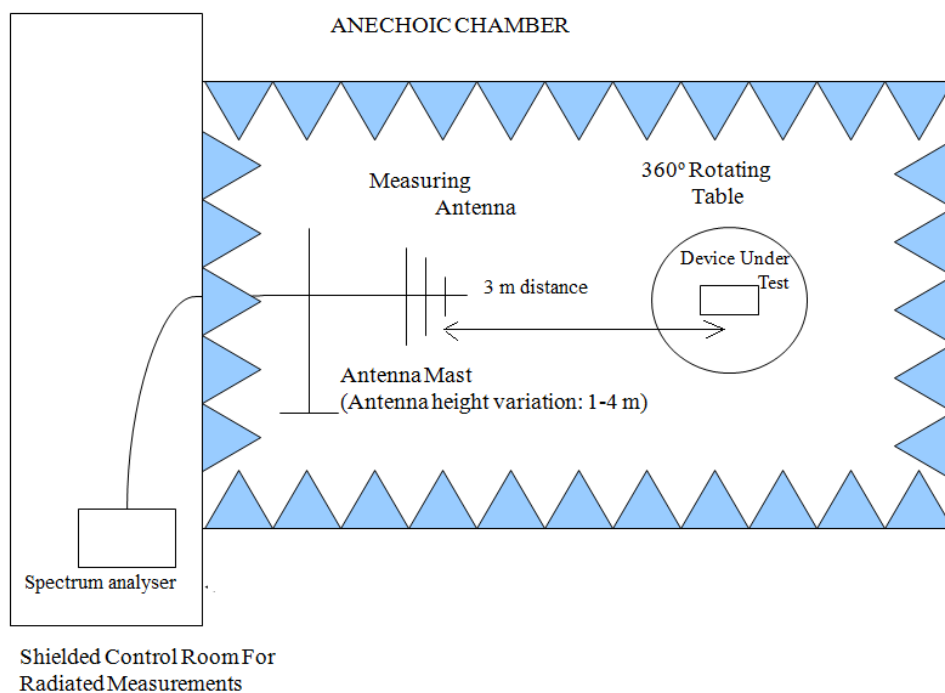 ANECHOIC CHAMBER
Measuring
Antenna
360º Rotating
Table
Device Under
Test
3 m distance
Antenna Mast
(Antenna height variation: 1-4 m)
Spectrum analyser
Shielded Control Room For
Radiated Measurements